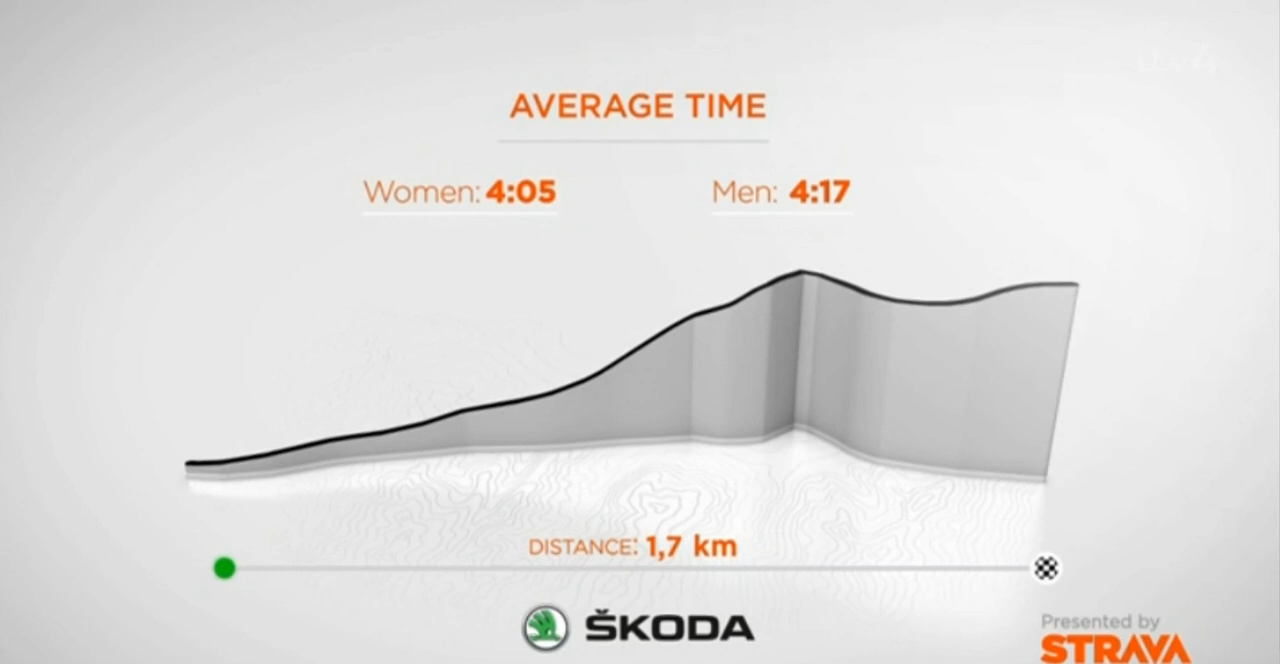 AVERAGE TIME
Women: 4:05
Men: 4:17
DISTANCE: 1,7 km
ŠKODA
Presented by
STRAVA